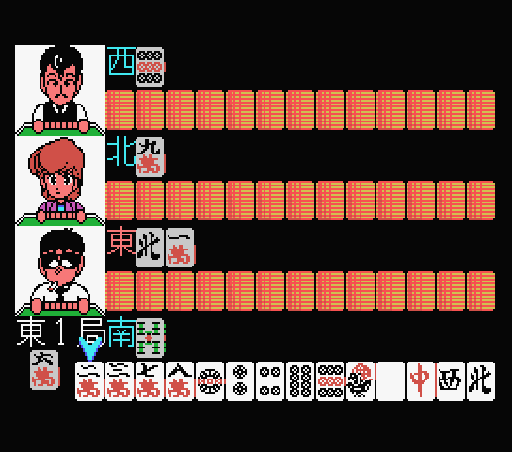 西
北 九萬
東 北 一萬
東1局 南
六萬 二萬 三萬 七萬 八萬 中 西 北